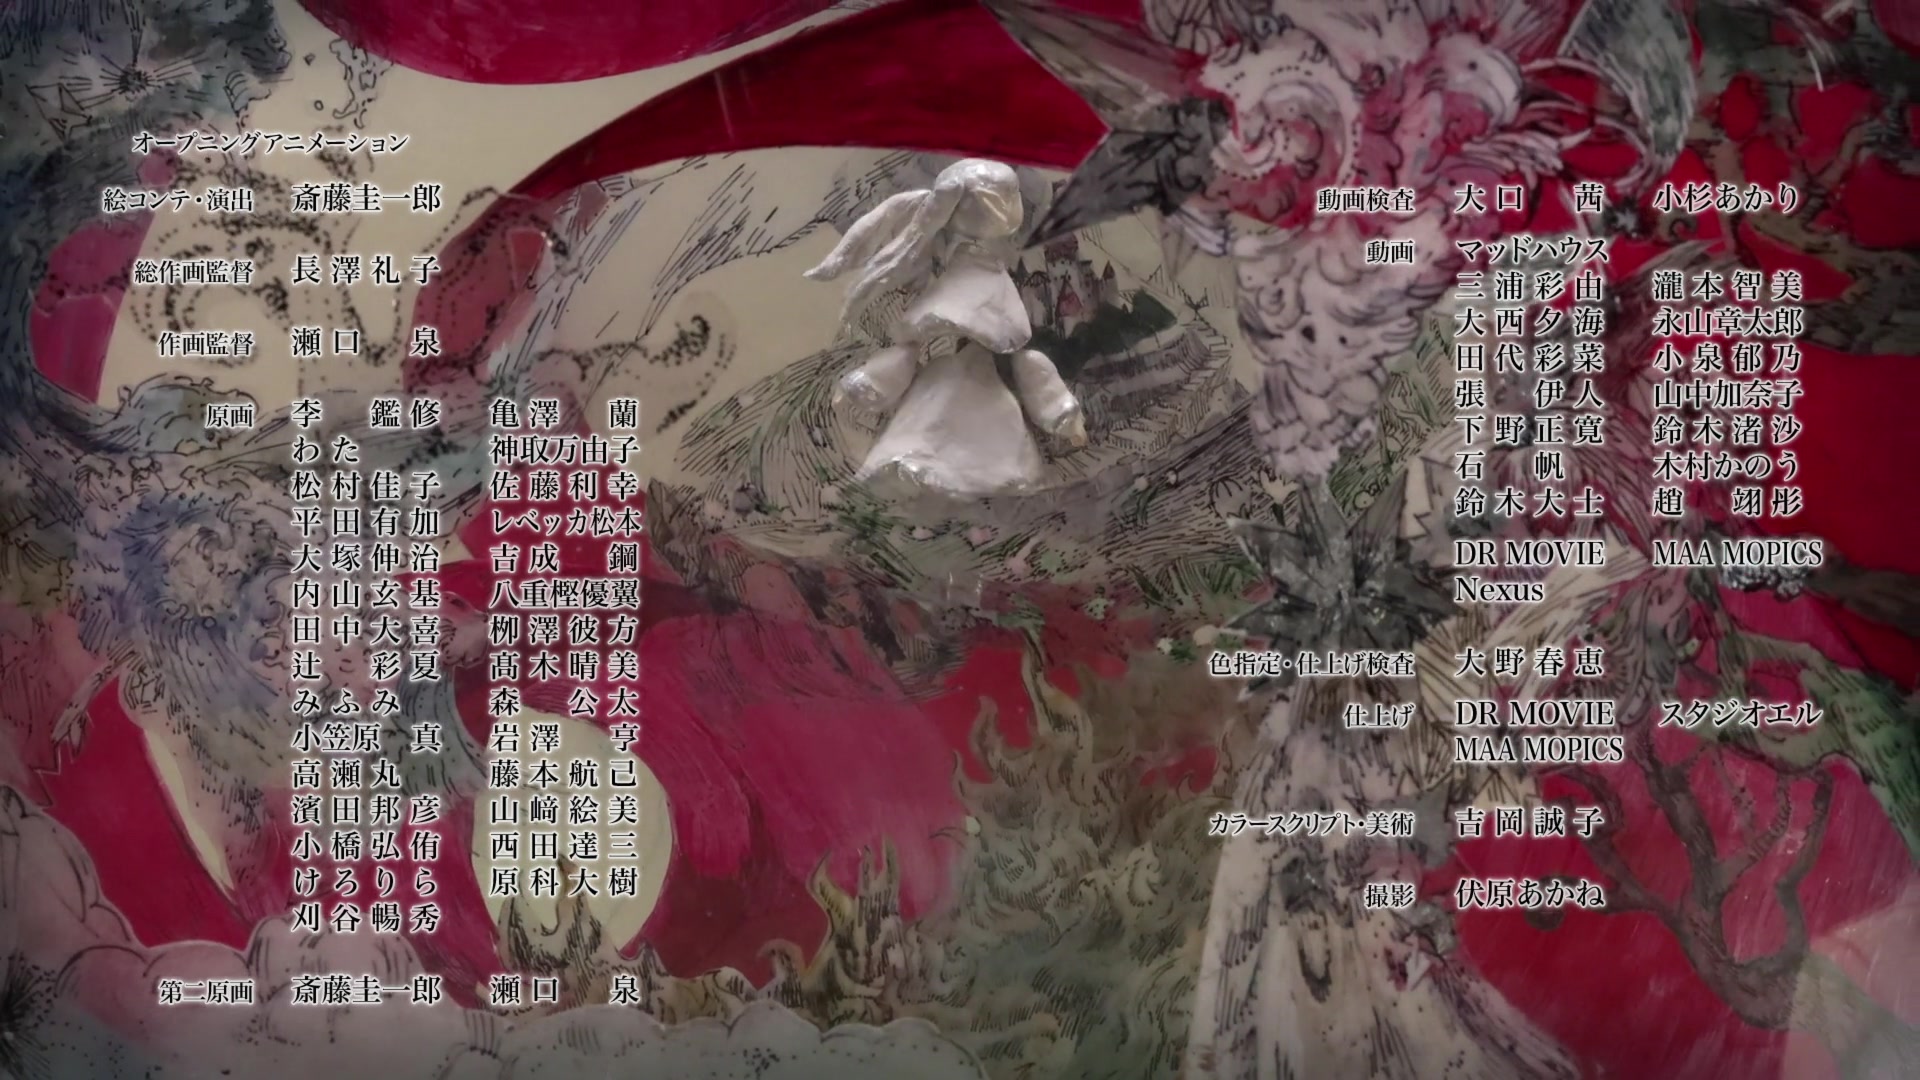 オープニングアニメーション
絵コンテ・演出 斎藤圭一郎
総作画監督 長澤礼子
作画監督 瀬口 泉
原画 李 鑑修 亀澤 蘭
わた 神取万由子
松村佳子 佐藤利幸
平田有加 レベッカ松本
大塚伸治 吉成 鋼
内山玄基 八重樫優翼
田中大喜 栁澤彼方
辻 彩夏 髙木晴美
みふみ 森 公太
小笠原 真 岩澤 亨
高瀬丸 藤本航己
濱田邦彦 山﨑絵美
小橋弘侑 西田達三
けろりら 原科大樹
刈谷暢秀
第二原画 斎藤圭一郎 瀬口 泉
動画検査 大口 茜 小杉あかり
動画 マッドハウス
三浦彩由 瀧本智美
大西夕海 永山章太郎
田代彩菜 小泉郁乃
張 伊人 山中加奈子
下野正寛 鈴木渚沙
石 帆 木村かのう
鈴木大士 趙 翊彤
DR MOVIE MAA MOPICS
Nexus
色指定・仕上げ検査 大野春恵
仕上げ DR MOVIE スタジオエル
MAA MOPICS
カラースクリプト・美術 吉岡誠子
撮影 伏原あかね